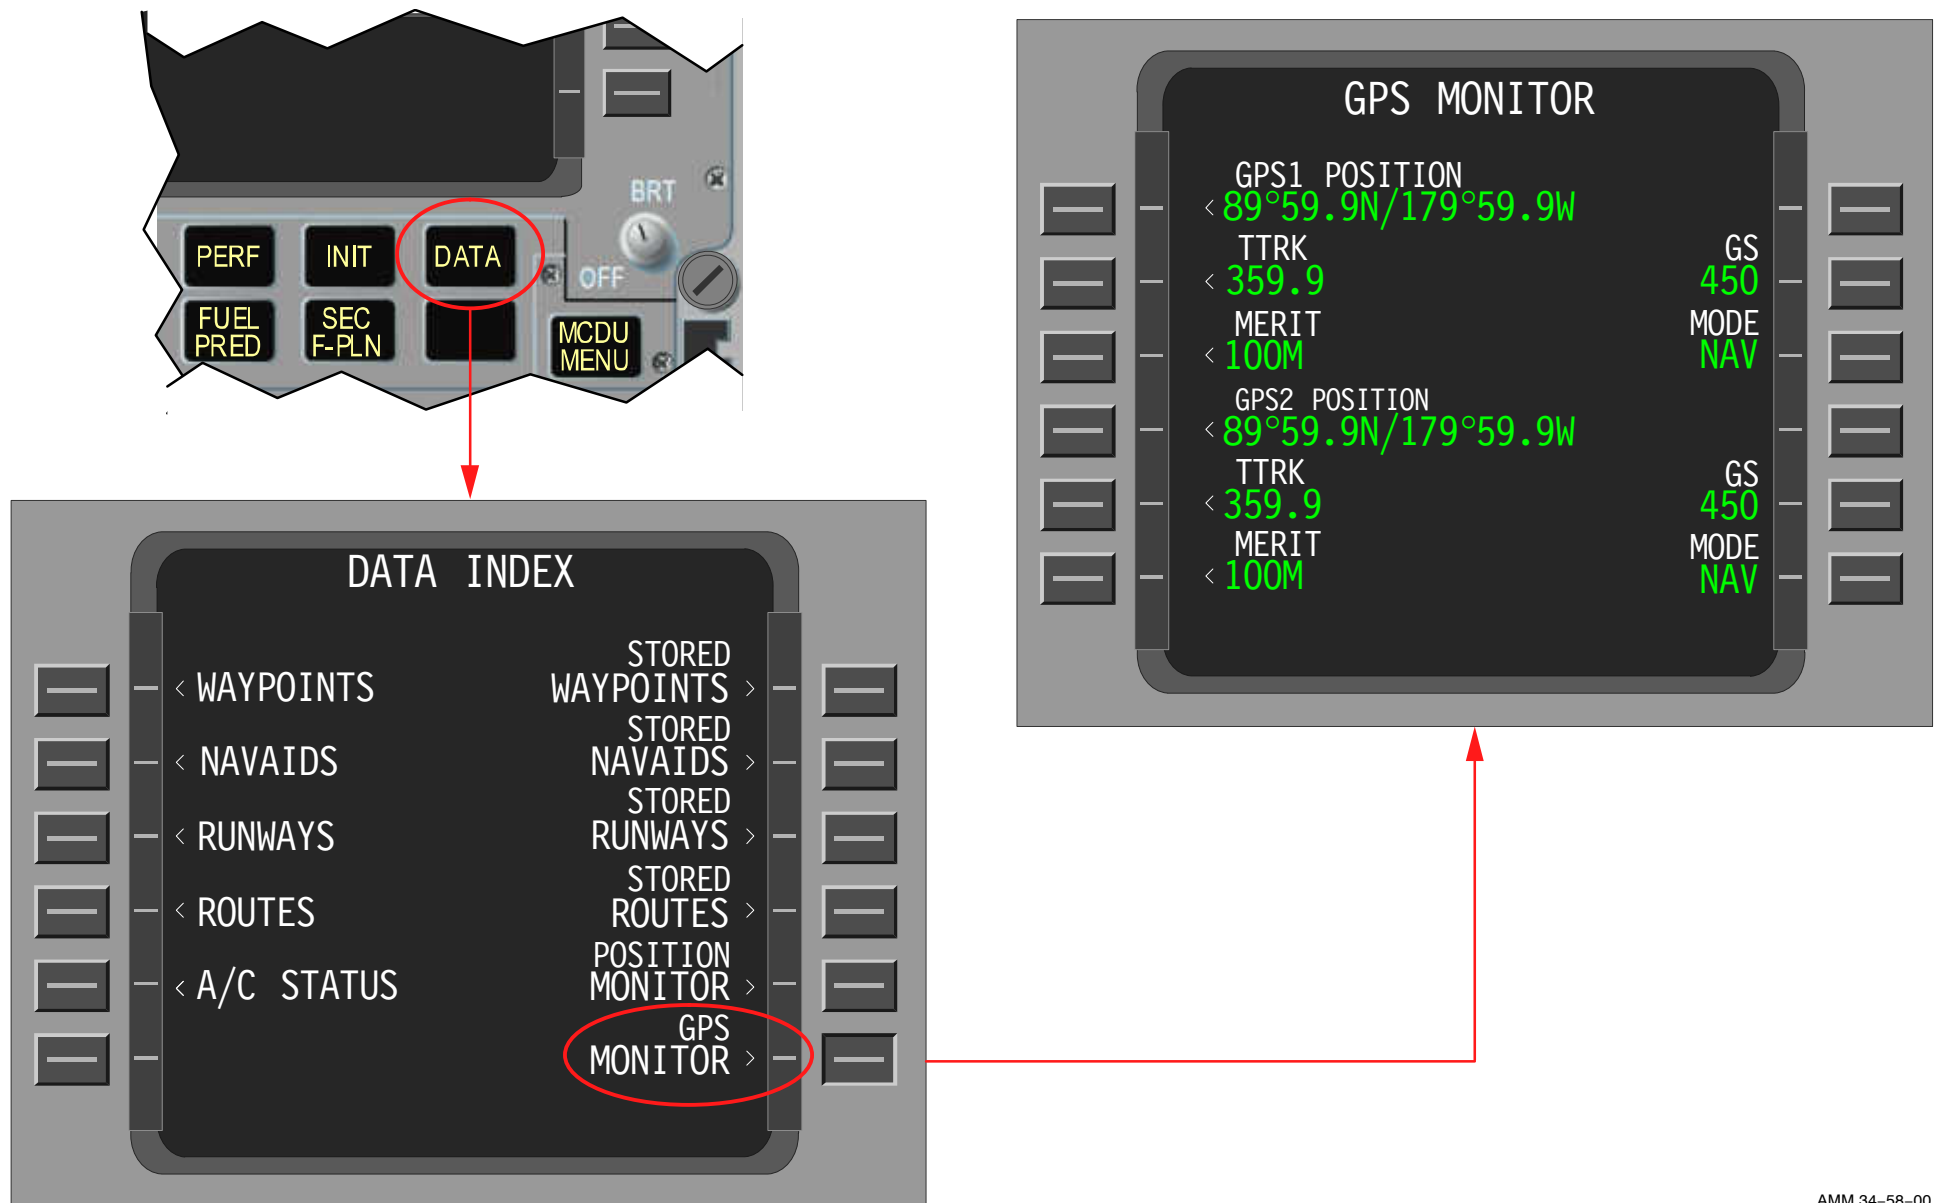 BRT
OFF
PERF
INIT
DATA
FUEL
PRED
SEC
F-PLN
MCDU
MENU
DATA INDEX
STORED
< WAYPOINTS WAYPOINTS >
STORED
< NAVAIDS NAVAIDS >
STORED
< RUNWAYS RUNWAYS >
STORED
< ROUTES ROUTES >
POSITION
< A/C STATUS MONITOR >
GPS
MONITOR >
GPS MONITOR
GPS1 POSITION
< 89°59.9N/179°59.9W
TTRK GS
< 359.9 450
MERIT MODE
< 100M NAV
GPS2 POSITION
< 89°59.9N/179°59.9W
TTRK GS
< 359.9 450
MERIT MODE
< 100M NAV
AMM 34-58-00